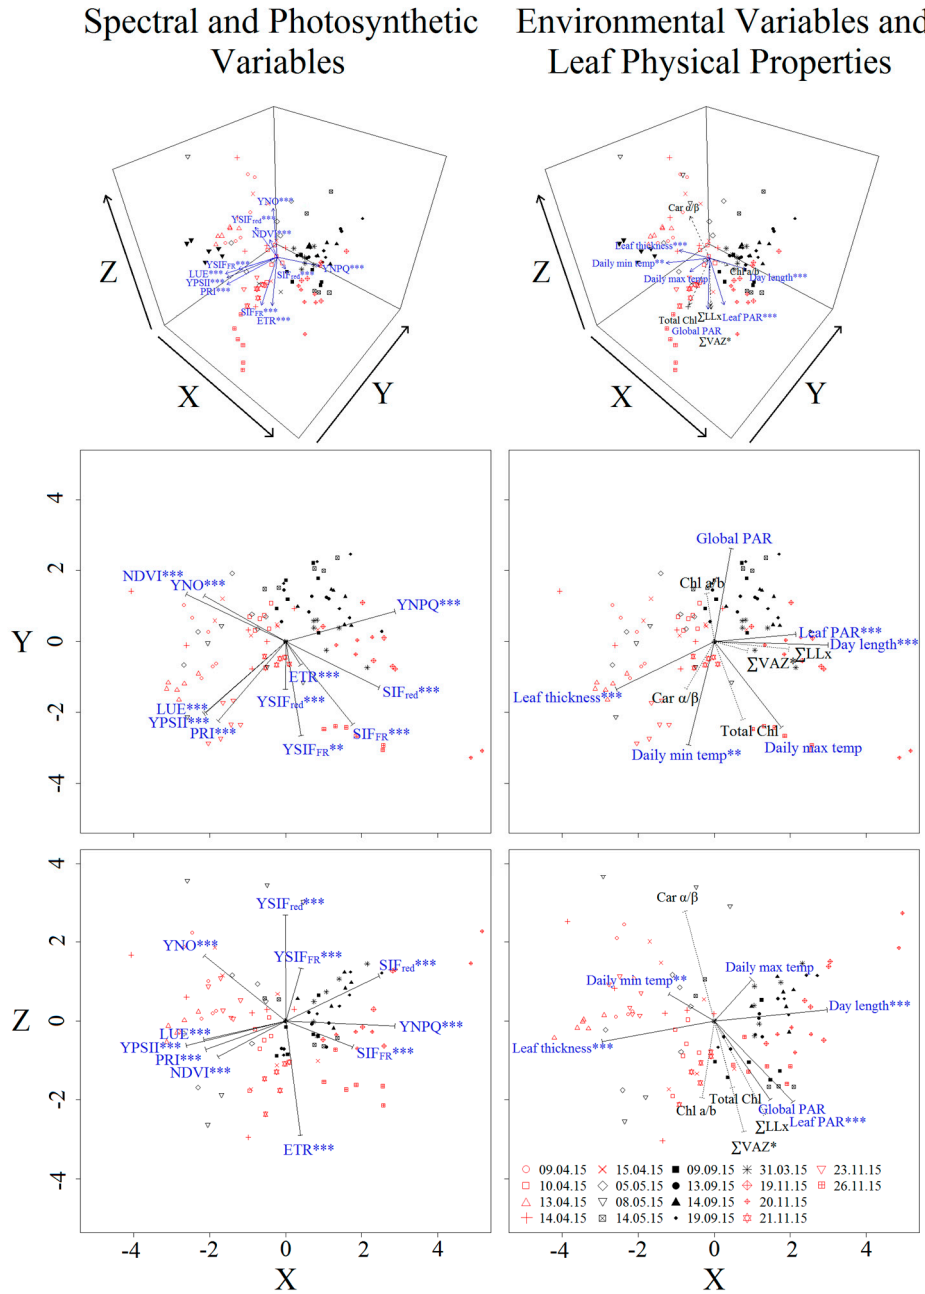 Spectral and Photosynthetic
Variables
Environmental Variables and
Leaf Physical Properties
YNO***
YSIFred***
NDVI***
YSIFFR***
LUE***
YPSII***
PRI***
SIFred***
YNPQ***
SIFFR***
ETR***
Z
X
Y
Car α/β
Leaf thickness***
Daily min temp**
Daily max temp
Chl a/b
Day length***
Total Chl
∑LLx
Leaf PAR***
Global PAR
∑VAZ*
Z
X
Y
4
2
0
-2
-4
Y
NDVI***
YNO***
YNPQ***
ETR***
SIFred***
YSIFred***
LUE***
YPSII***
PRI***
SIFFR***
YSIFFR**
Global PAR
Chl a/b
Leaf PAR***
Day length***
∑LLx
∑VAZ*
Leaf thickness***
Car α/β
Total Chl
Daily max temp
Daily min temp**
4
2
0
-2
-4
Z
YSIFred***
YNO***
YSIFFR***
SIFred***
YNPQ***
LUE***
YPSII***
PRI***
NDVI***
SIFFR***
ETR***
-4 -2 0 2 4
X
Car α/β
Daily min temp**
Daily max temp
Day length***
Leaf thickness***
Chl a/b
Total Chl
Global PAR
Leaf PAR***
∑LLx
∑VAZ*
09.04.15 15.04.15 09.09.15 31.03.15 23.11.15
10.04.15 05.05.15 13.09.15 19.11.15 26.11.15
13.04.15 08.05.15 14.09.15 20.11.15
14.04.15 14.05.15 19.09.15 21.11.15
-4 -2 0 2 4
X